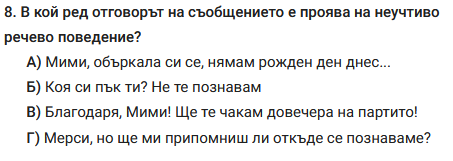 8. В кой ред отговорът на съобщението е проява на неучтиво
речево поведение?
А) Мими, объркала си се, нямам рожден ден днес...
Б) Коя си пък ти? Не те познавам
В) Благодаря, Мими! Ще те чакам довечера на партито!
Г) Мерси, но ще ми припомниш ли откъде се познаваме?